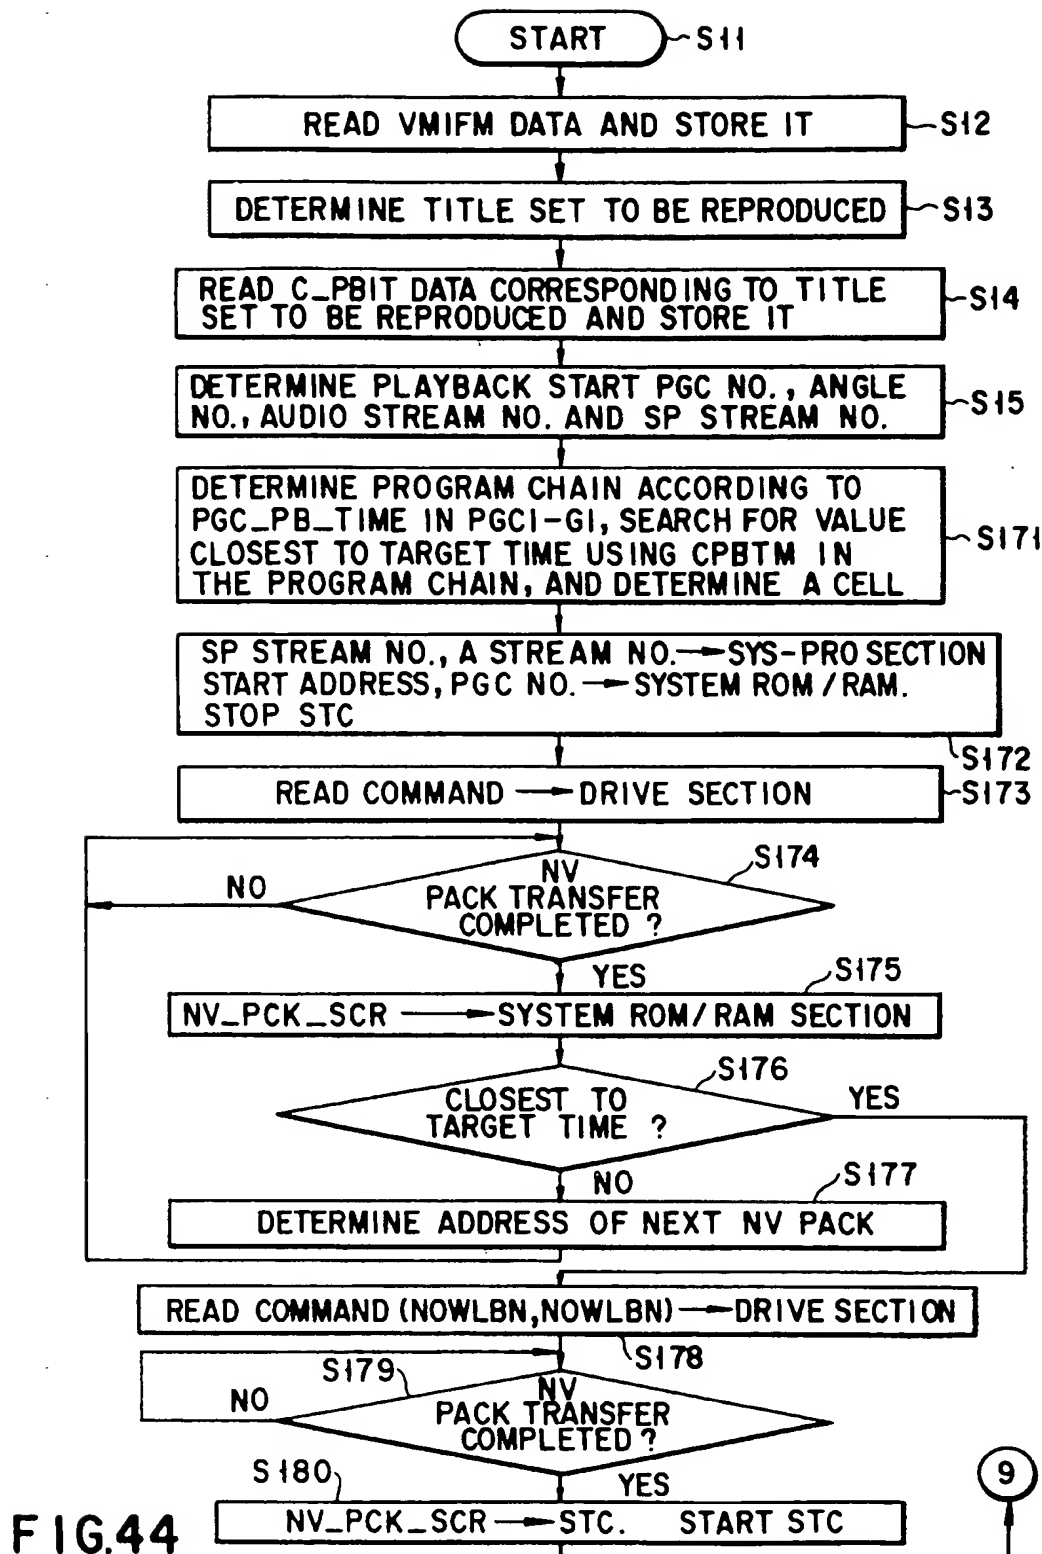 START
S11
READ VMIFM DATA AND STORE IT
S12
DETERMINE TITLE SET TO BE REPRODUCED
S13
READ C_PBIT DATA CORRESPONDING TO TITLE
SET TO BE REPRODUCED AND STORE IT
S14
DETERMINE PLAYBACK START PGC NO., ANGLE
NO., AUDIO STREAM NO. AND SP STREAM NO.
S15
DETERMINE PROGRAM CHAIN ACCORDING TO
PGC_PB_TIME IN PGCI-GI, SEARCH FOR VALUE
CLOSEST TO TARGET TIME USING CPBTM IN
THE PROGRAM CHAIN, AND DETERMINE A CELL
S171
SP STREAM NO., A STREAM NO.→SYS-PRO SECTION
START ADDRESS, PGC NO.→SYSTEM ROM/RAM.
STOP STC
S172
READ COMMAND→DRIVE SECTION
S173
S174
NV
PACK TRANSFER
COMPLETED ?
NO
YES
S175
NV_PCK_SCR→SYSTEM ROM/RAM SECTION
S176
CLOSEST TO
TARGET TIME ?
YES
NO
S177
DETERMINE ADDRESS OF NEXT NV PACK
READ COMMAND (NOWLBN,NOWLBN)→DRIVE SECTION
S178
S179
NV
PACK TRANSFER
COMPLETED ?
NO
YES
S180
NV_PCK_SCR→STC. START STC
9
FIG.44